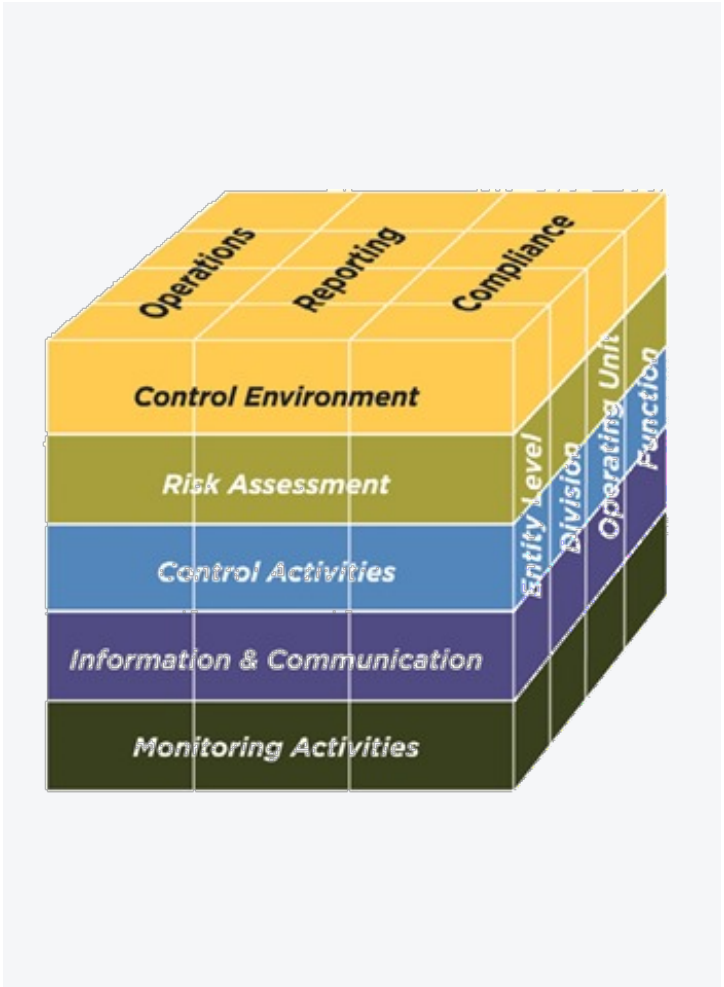 Operations
Reporting
Compliance
Control Environment
Risk Assessment
Control Activities
Information & Communication
Monitoring Activities
Entity Level
Division
Operating Unit
Function